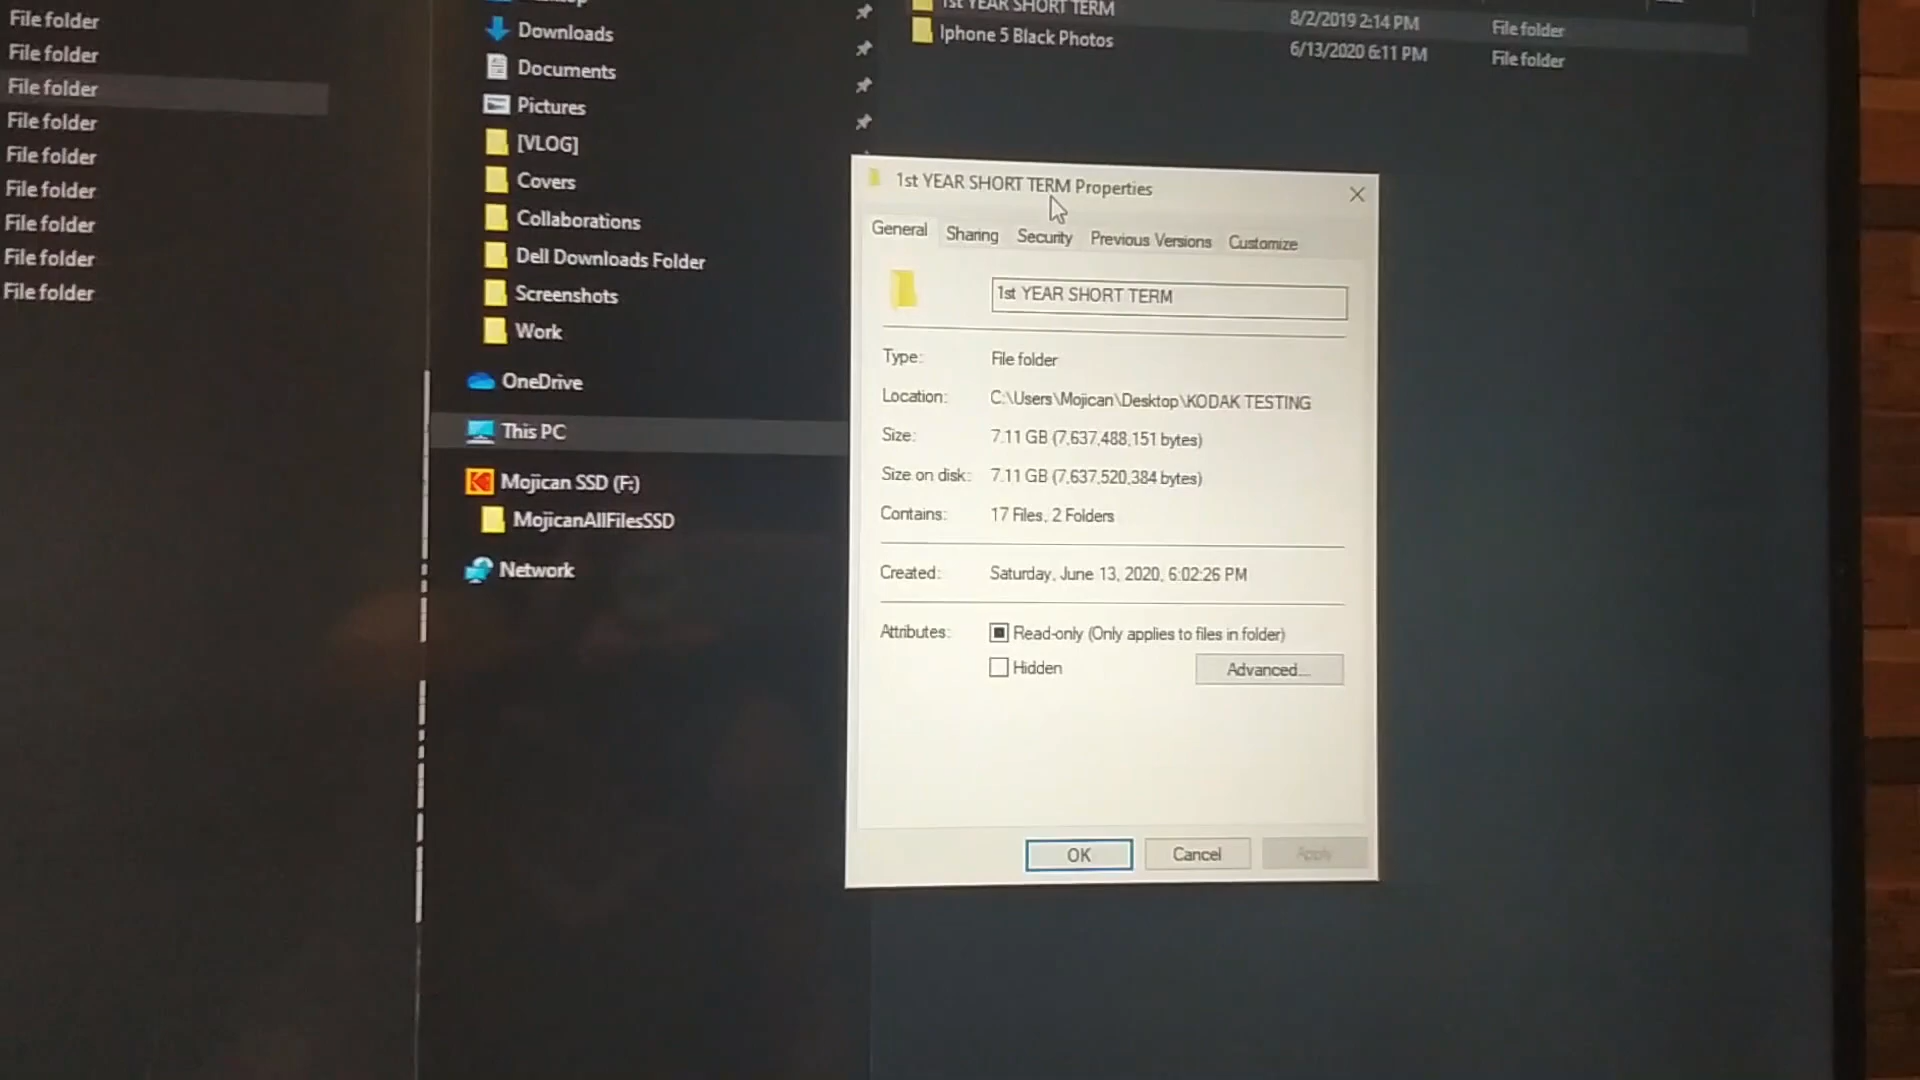 File folder
File folder
File folder
File folder
File folder
File folder
File folder
File folder
File folder
Downloads
Documents
Pictures
[VLOG]
Covers
Collaborations
Dell Downloads Folder
Screenshots
Work
OneDrive
This PC
Mojican SSD (F:)
MojicanAllFilesSSD
Network
1st YEAR SHORT TERM 8/2/2019 2:14 PM File folder
Iphone 5 Black Photos 6/13/2020 6:11 PM File folder
1st YEAR SHORT TERM Properties
General Sharing Security Previous Versions Customize
1st YEAR SHORT TERM
Type: File folder
Location: C:\Users\Mojican\Desktop\KODAK TESTING
Size: 7.11 GB (7,637,488,151 bytes)
Size on disk: 7.11 GB (7,637,520,384 bytes)
Contains: 17 Files, 2 Folders
Created: Saturday, June 13, 2020, 6:02:26 PM
Attributes: Read-only (Only applies to files in folder)
Hidden Advanced...
OK Cancel Apply